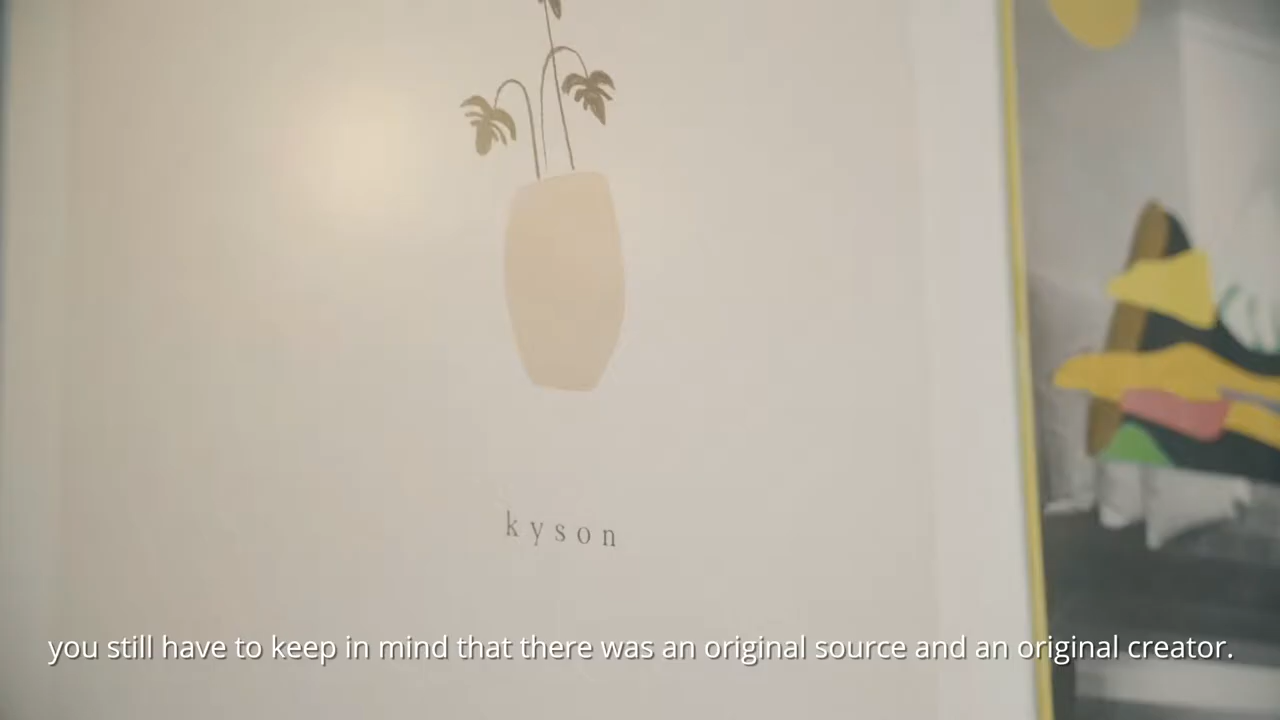 kyson
you still have to keep in mind that there was an original source and an original creator.